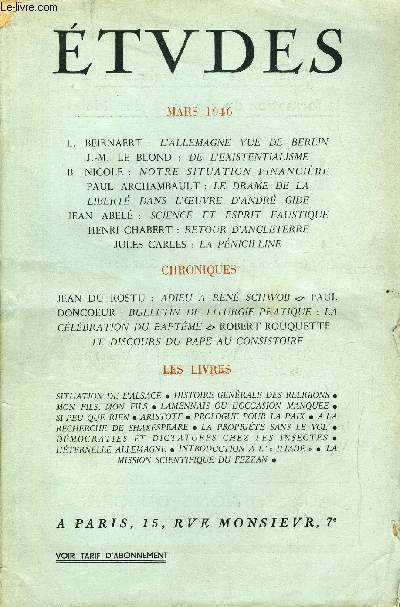 www.le-livre.com
ÉTVDES
MARS 1946
L. BEIRNAERT : L'ALLEMAGNE VUE DE BERLIN
J.-M. LE BLOND : DE L'EXISTENTIALISME
B. NICOLE : NOTRE SITUATION FINANCIÈRE
PAUL ARCHAMBAULT : LE DRAME DE LA
LIBERTÉ DANS L'ŒUVRE D'ANDRÉ GIDE
JEAN ABELÉ : SCIENCE ET ESPRIT FAUSTIQUE
HENRI CHABERT : RETOUR D'ANGLETERRE
JULES CARLES : LA PÉNICILLINE
CHRONIQUES
JEAN DU ROSTU : ADIEU A RENÉ SCHWOB PAUL
DONCOEUR : BULLETIN DE LITURGIE PRATIQUE : LA
CÉLÉBRATION DU BAPTÊME ROBERT ROUQUETTE
LE DISCOURS DU PAPE AU CONSISTOIRE
LES LIVRES
SITUATION DE L'ALSACE • HISTOIRE GÉNÉRALE DES RELIGIONS •
MON FILS, MON FILS • LAMENNAIS OU L'OCCASION MANQUÉE •
SI PEU QUE RIEN • ARISTOTE • PROLOGUE POUR LA PAIX • A LA
RECHERCHE DE SHAKESPEARE • LA PROPRIÉTÉ SANS LE VOL •
DÉMOCRATIES ET DICTATURES CHEZ LES INSECTES •
L'ÉTERNELLE ALLEMAGNE • INTRODUCTION A L'« ILIADE » • LA
MISSION SCIENTIFIQUE DU FEZZAN •
A PARIS, 15, RVE MONSIEVR, 7e
VOIR TARIF D'ABONNEMENT